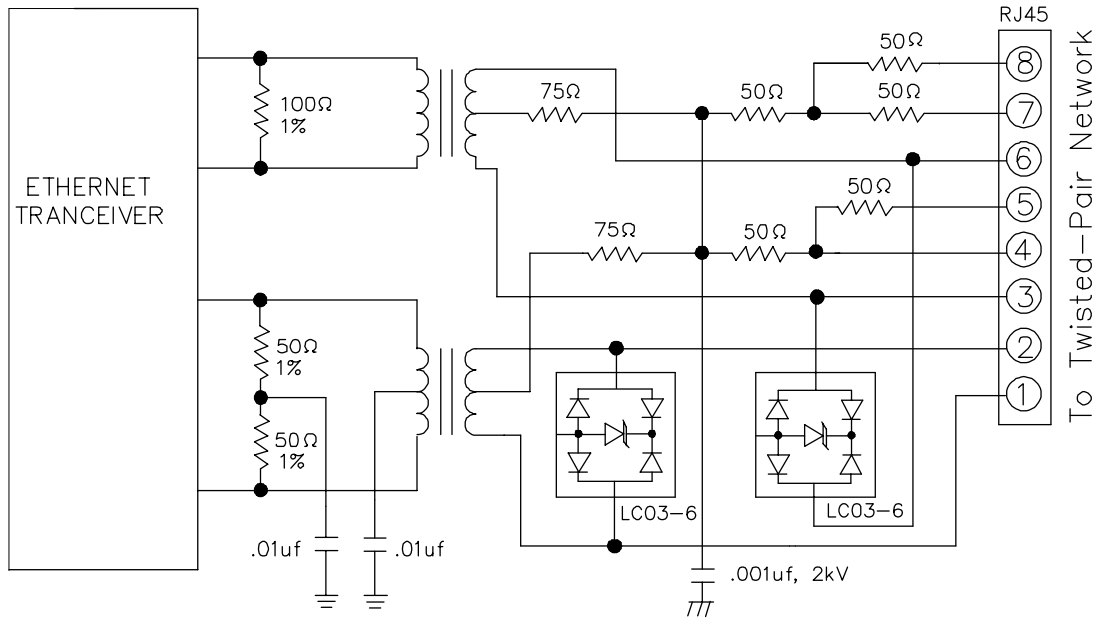 RJ45
50Ω
8
75Ω
50Ω
50Ω
7
100Ω
1%
6
ETHERNET
TRANCEIVER
50Ω
5
75Ω
50Ω
4
3
50Ω
1%
2
1
50Ω
1%
LC03-6
LC03-6
.01uf
.01uf
.001uf, 2kV
To Twisted-Pair Network